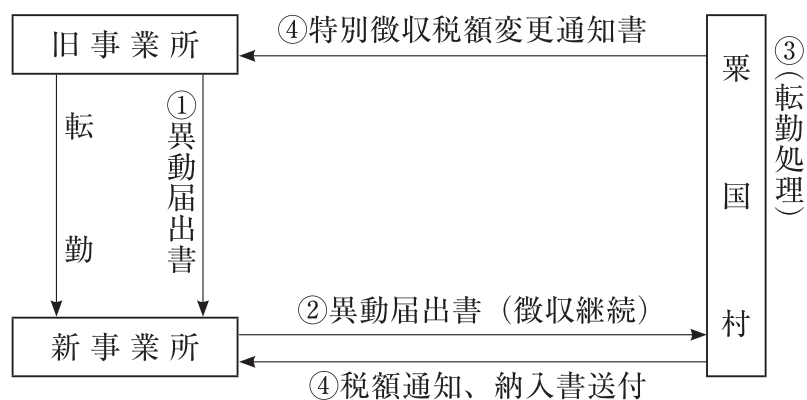 旧事業所
④特別徴収税額変更通知書
転勤
①異動届出書
粟国村
③(転勤処理)
②異動届出書（徴収継続）
新事業所
④税額通知、納入書送付